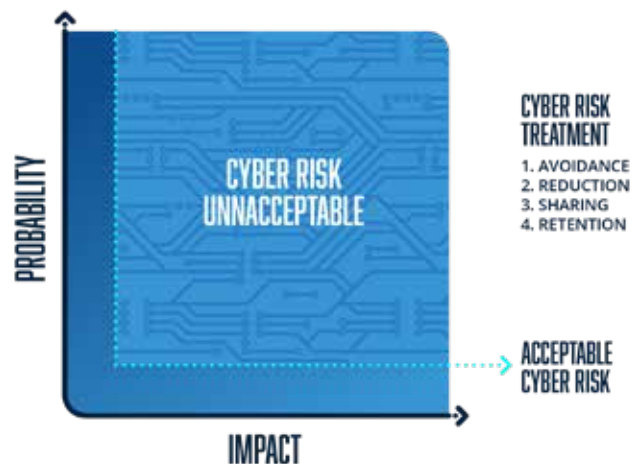 PROBABILITY
CYBER RISK
UNNACCEPTABLE
CYBER RISK
TREATMENT
1. AVOIDANCE
2. REDUCTION
3. SHARING
4. RETENTION
ACCEPTABLE
CYBER RISK
IMPACT